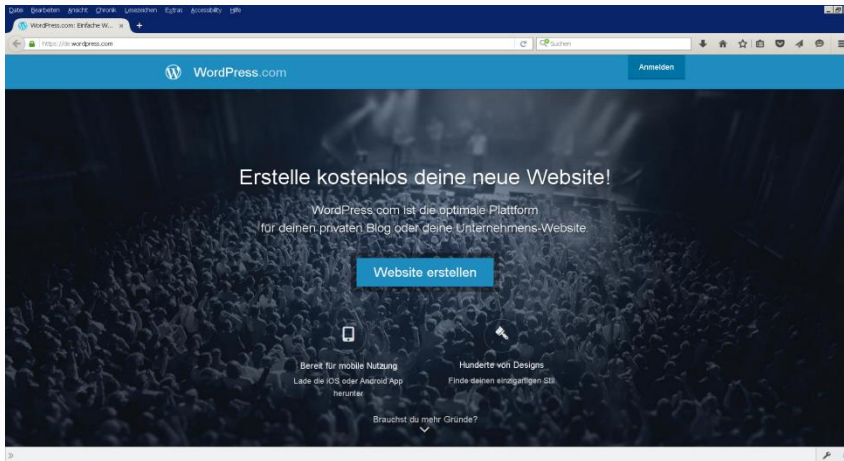 Datei Bearbeiten Ansicht Chronik Lesezeichen Extras Accessibility Hilfe
WordPress.com: Einfache W...
https://de.wordpress.com
Suchen
WordPress.com
Anmelden
Erstelle kostenlos deine neue Website!
WordPress.com ist die optimale Plattform
für deinen privaten Blog oder deine Unternehmens-Website.
Website erstellen
Bereit für mobile Nutzung
Lade die iOS oder Android App
herunter
Hunderte von Designs
Finde deinen einzigartigen Stil
Brauchst du mehr Gründe?